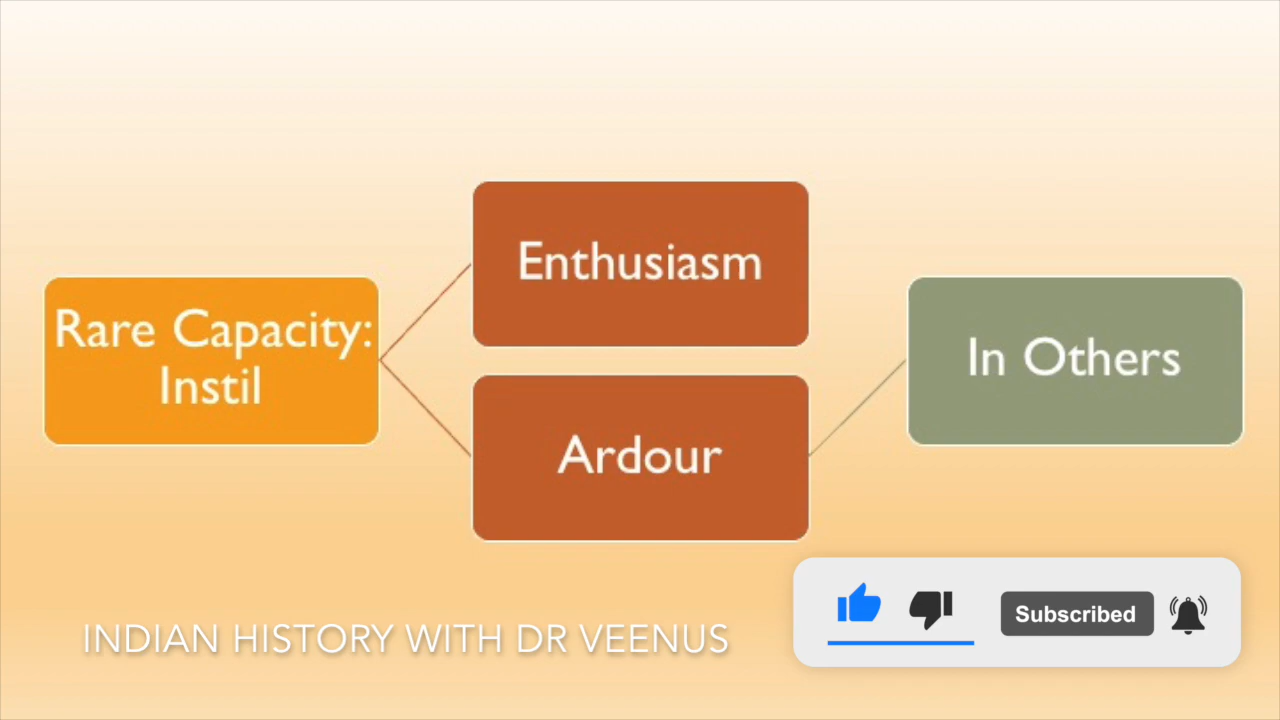 Rare Capacity:
Instil
Enthusiasm
Ardour
In Others
INDIAN HISTORY WITH DR VEENUS
Subscribed